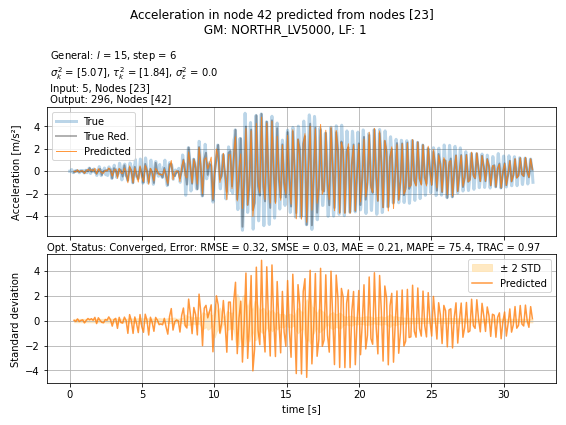 Acceleration in node 42 predicted from nodes [23]
GM: NORTHR_LV5000, LF: 1
General: l = 15, step = 6
σ²ₖ = [5.07], τ²ₖ = [1.84], σ²ε = 0.0
Input: 5, Nodes [23]
Output: 296, Nodes [42]
True
True Red.
Predicted
Acceleration [m/s²]
4
2
0
−2
−4
Opt. Status: Converged, Error: RMSE = 0.32, SMSE = 0.03, MAE = 0.21, MAPE = 75.4, TRAC = 0.97
± 2 STD
Predicted
Standard deviation
4
2
0
−2
−4
0 5 10 15 20 25 30
time [s]